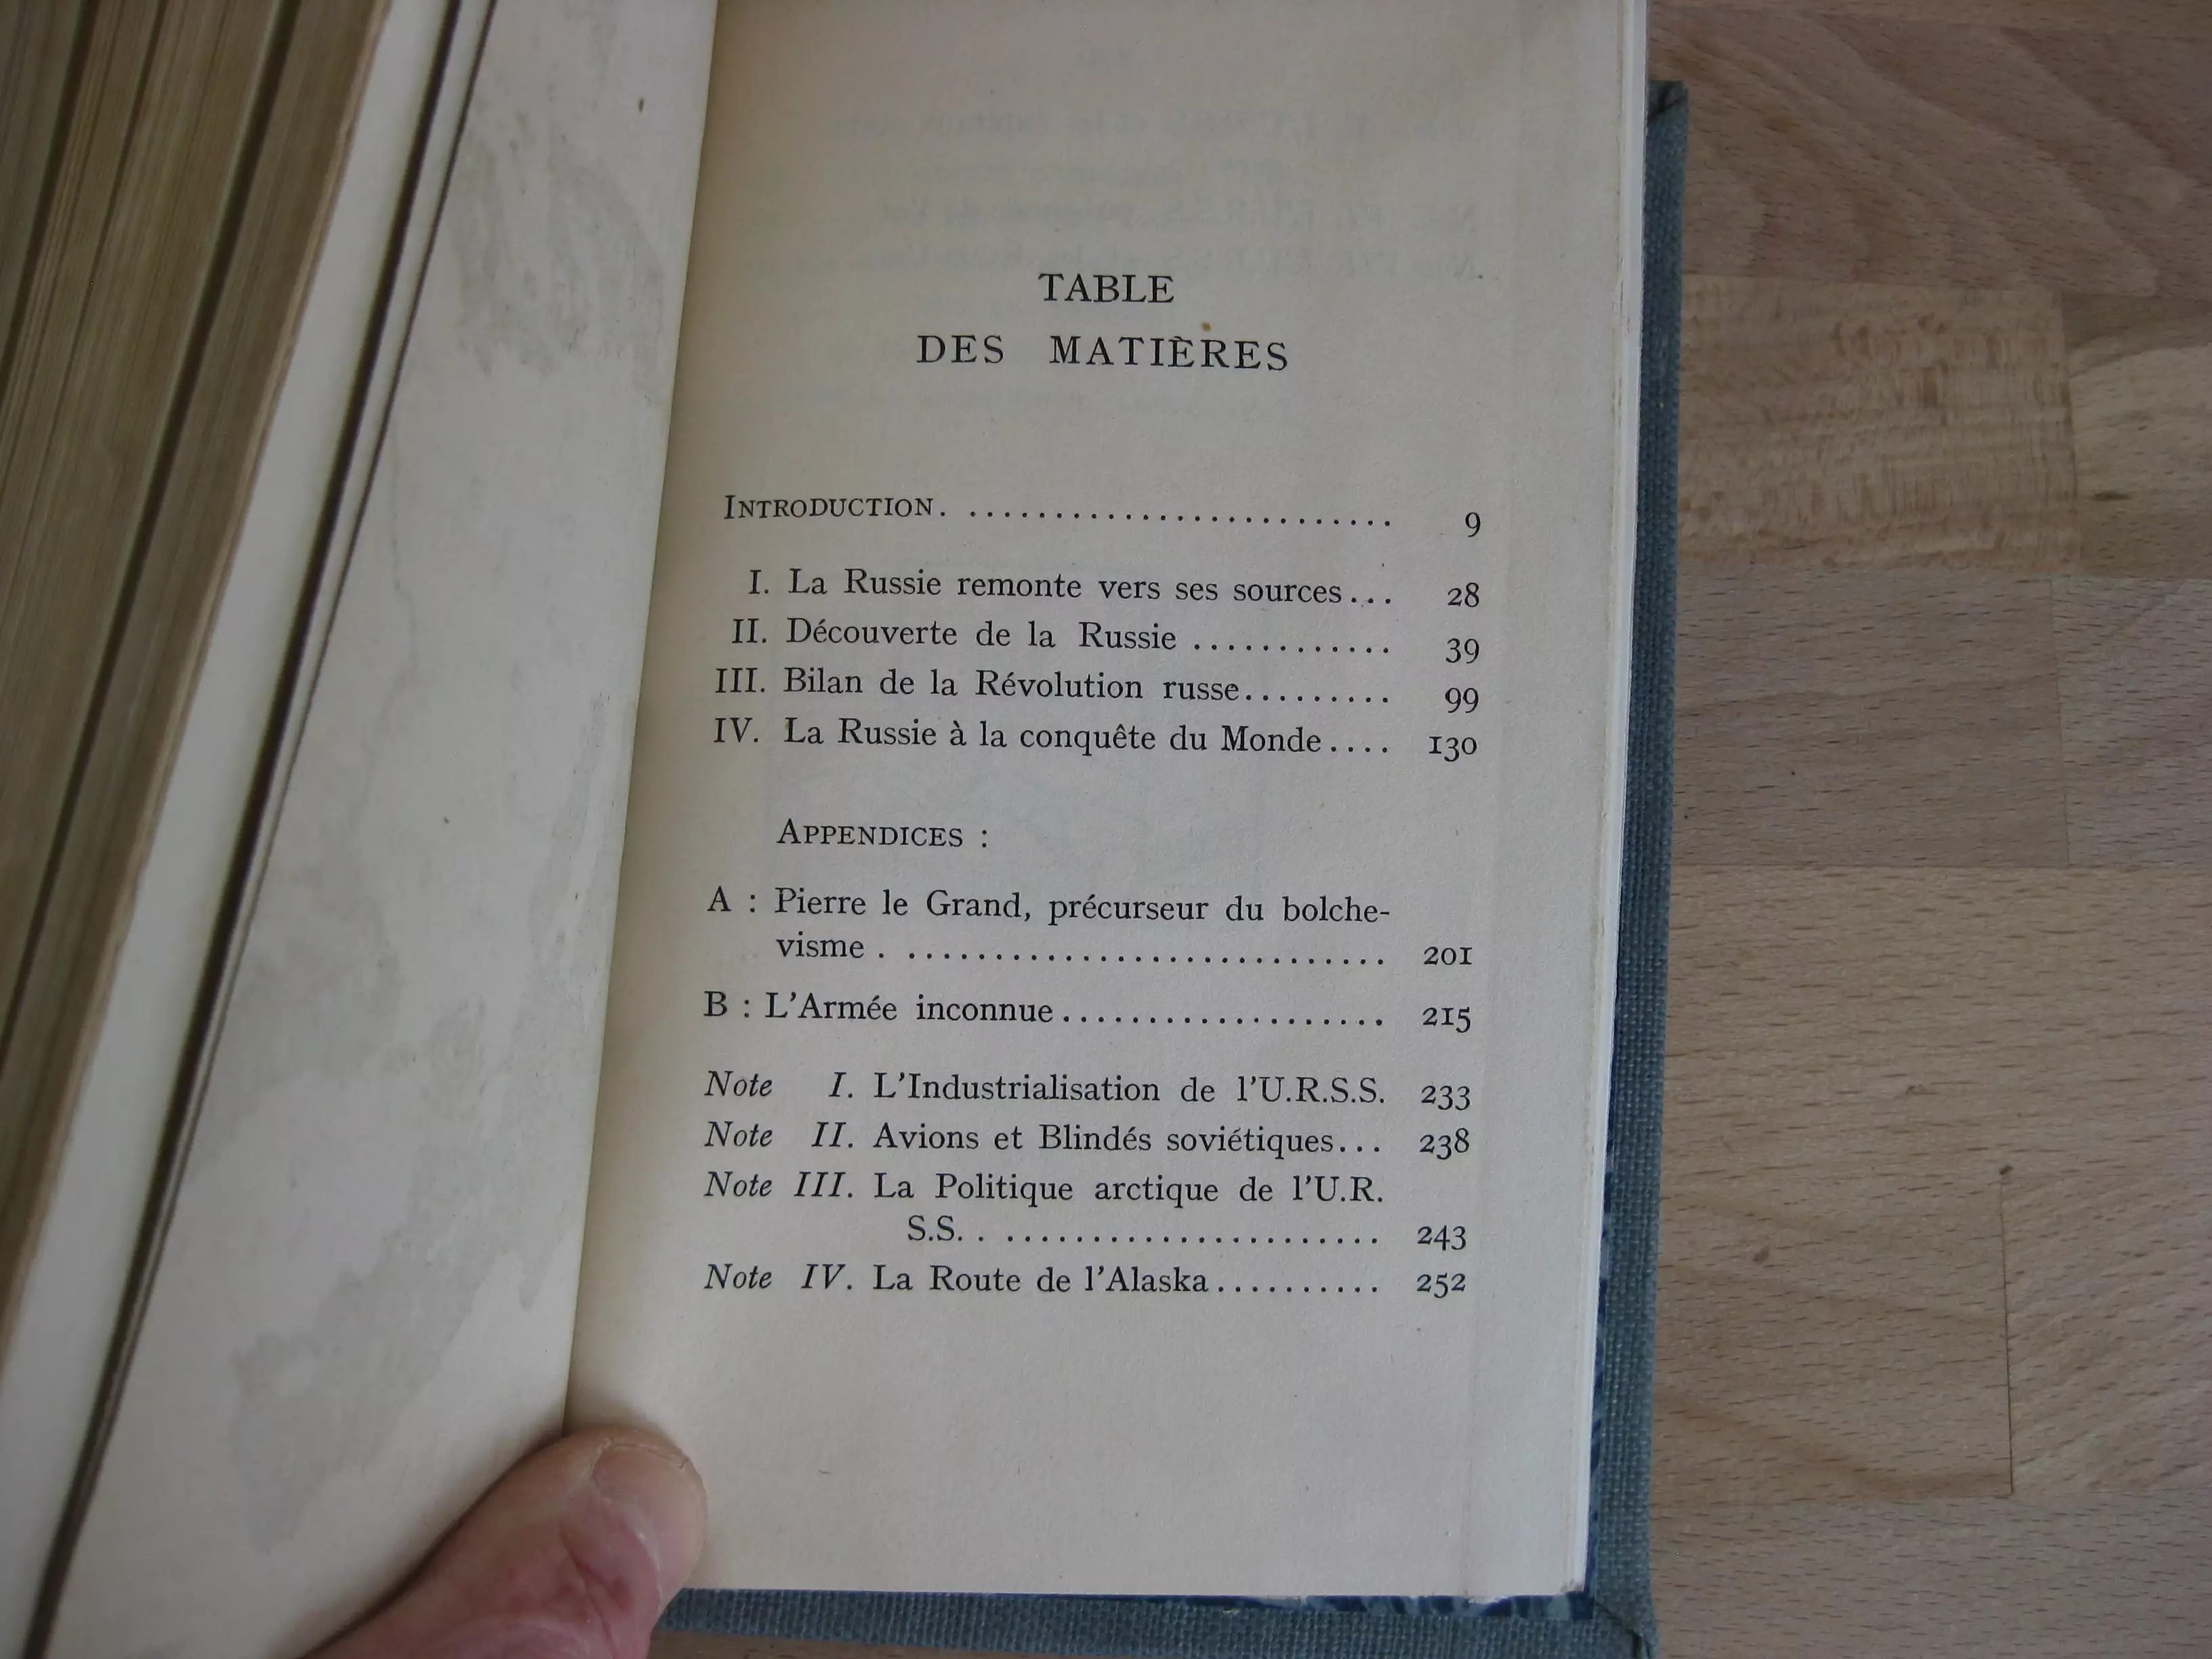 TABLE
DES MATIÈRES
INTRODUCTION. ......................... 9
I. La Russie remonte vers ses sources... 28
II. Découverte de la Russie ............ 39
III. Bilan de la Révolution russe......... 99
IV. La Russie à la conquête du Monde.... 130
APPENDICES :
A : Pierre le Grand, précurseur du bolche-
visme . ............................ 201
B : L'Armée inconnue................... 215
Note I. L'Industrialisation de l'U.R.S.S. 233
Note II. Avions et Blindés soviétiques... 238
Note III. La Politique arctique de l'U.R.
S.S. . ...................... 243
Note IV. La Route de l'Alaska.......... 252